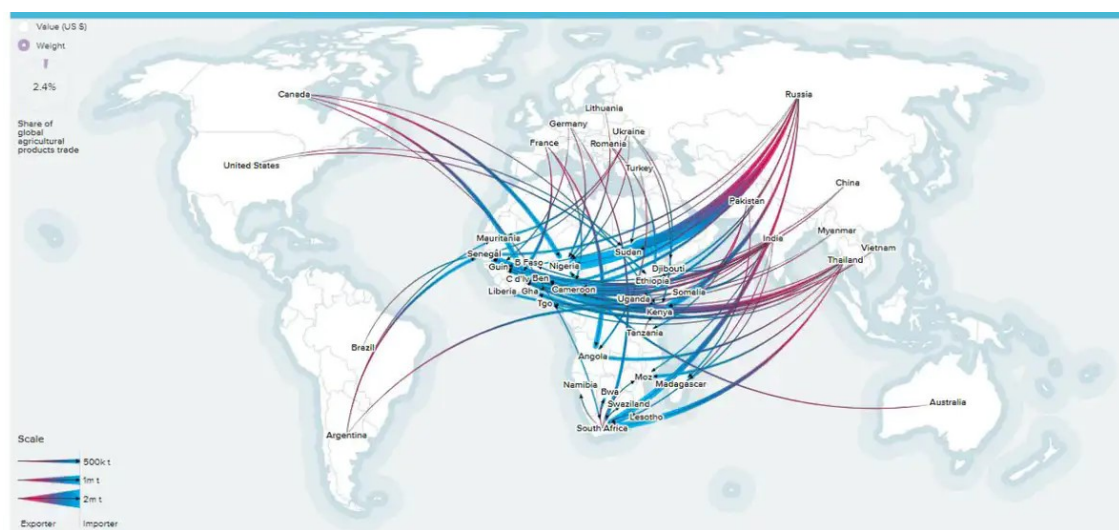 Value (US $)
Weight
2.4%
Share of
global
agricultural
products trade
Canada
Russia
Lithuania
Germany
Ukraine
France
Romania
United States
Turkey
China
Pakistan
Mauritania
India
Myanmar
Senegal
Sudan
Vietnam
Guin
B Faso
Nigeria
Djibouti
Thailand
C d'Iv
Ben
Ethiopia
Liberia
Gha
Cameroon
Uganda
Somalia
Tgo
Kenya
Tanzania
Brazil
Angola
Moz
Namibia
Bwa
Madagascar
Swaziland
Australia
Lesotho
Argentina
South Africa
Scale
500k t
1m t
2m t
Exporter
Importer